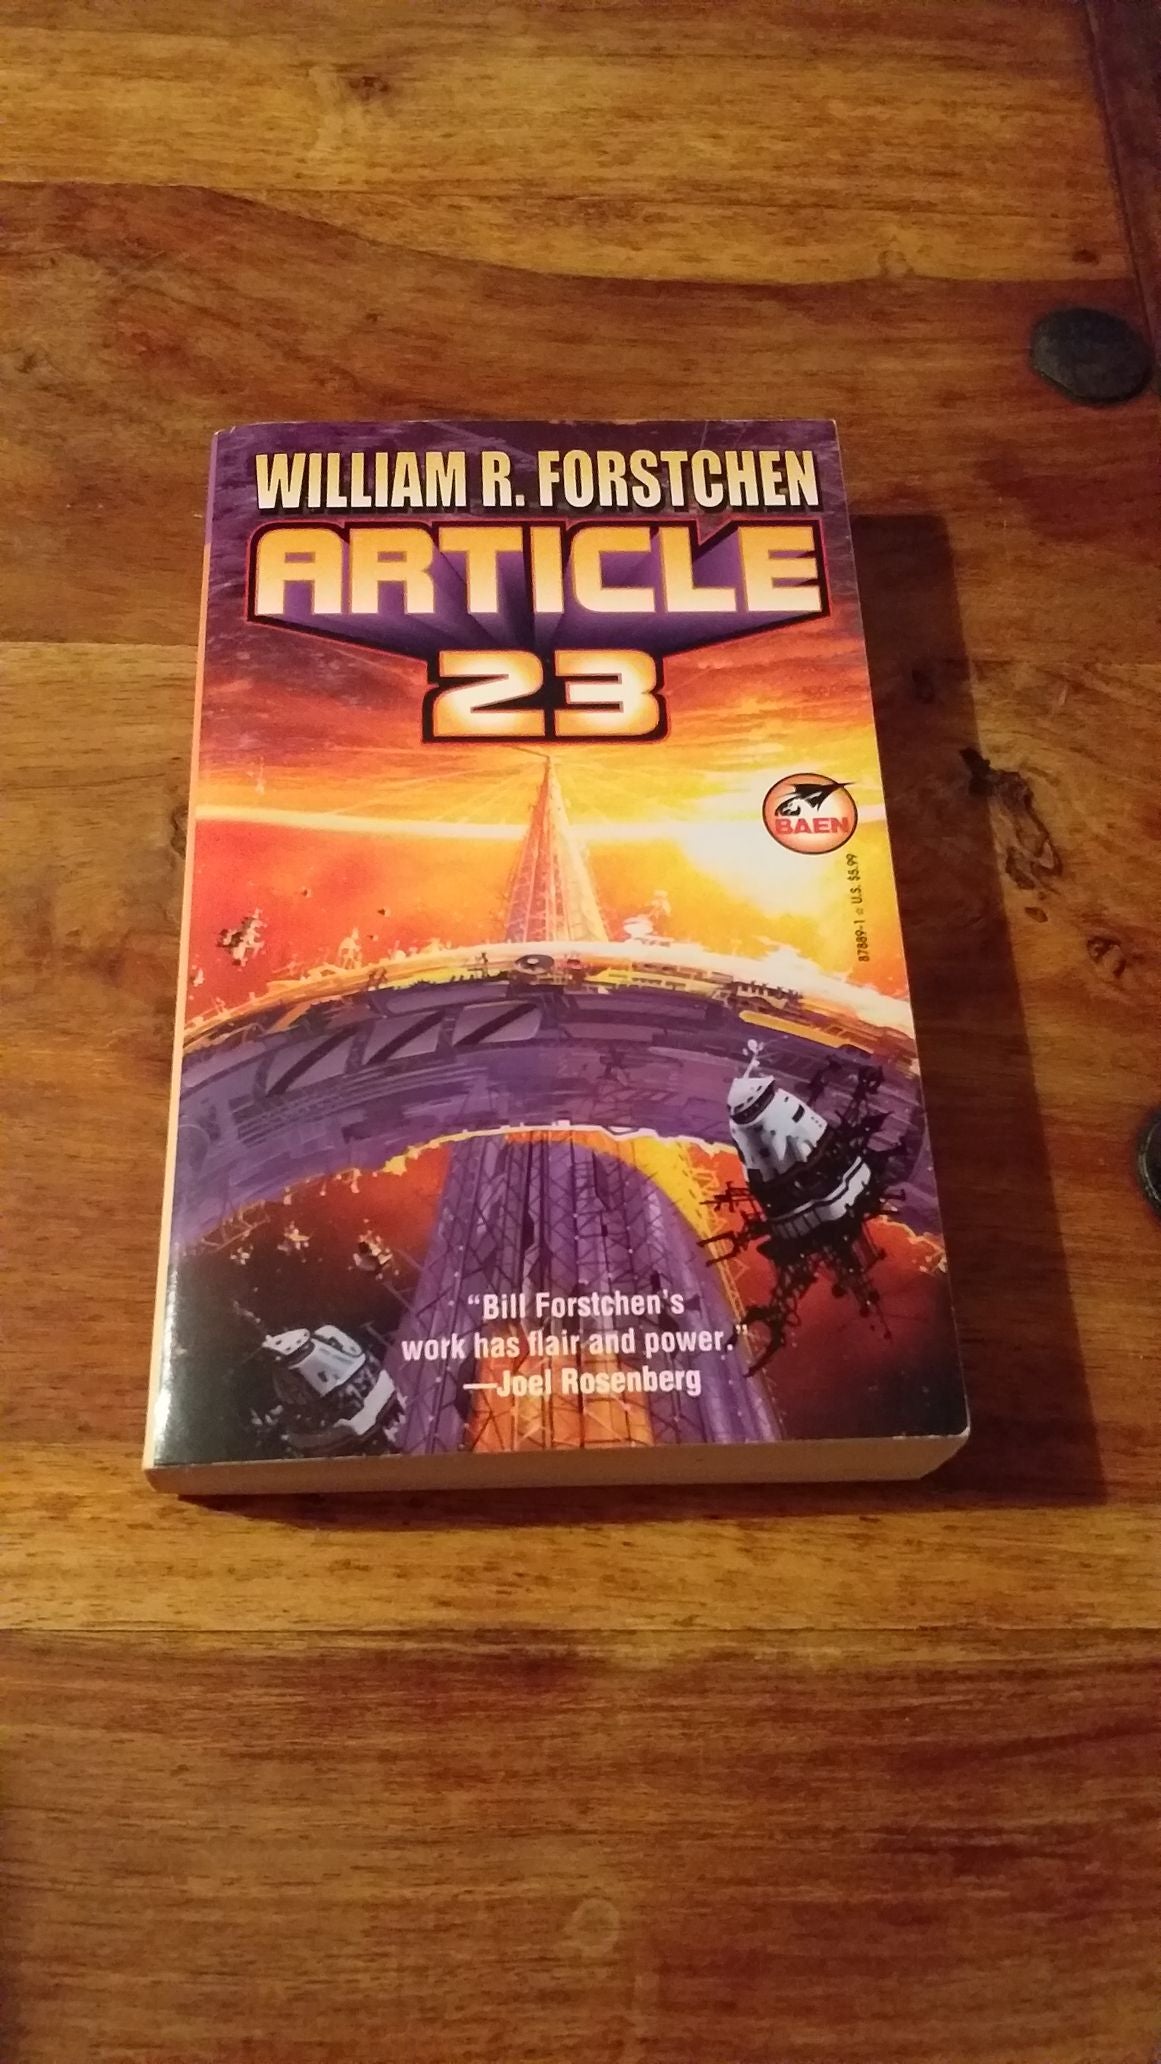 WILLIAM R. FORSTCHEN
ARTICLE
23
BAEN
87889-1 ☆ U.S. $5.99
“Bill Forstchen's
work has flair and power.”
—Joel Rosenberg